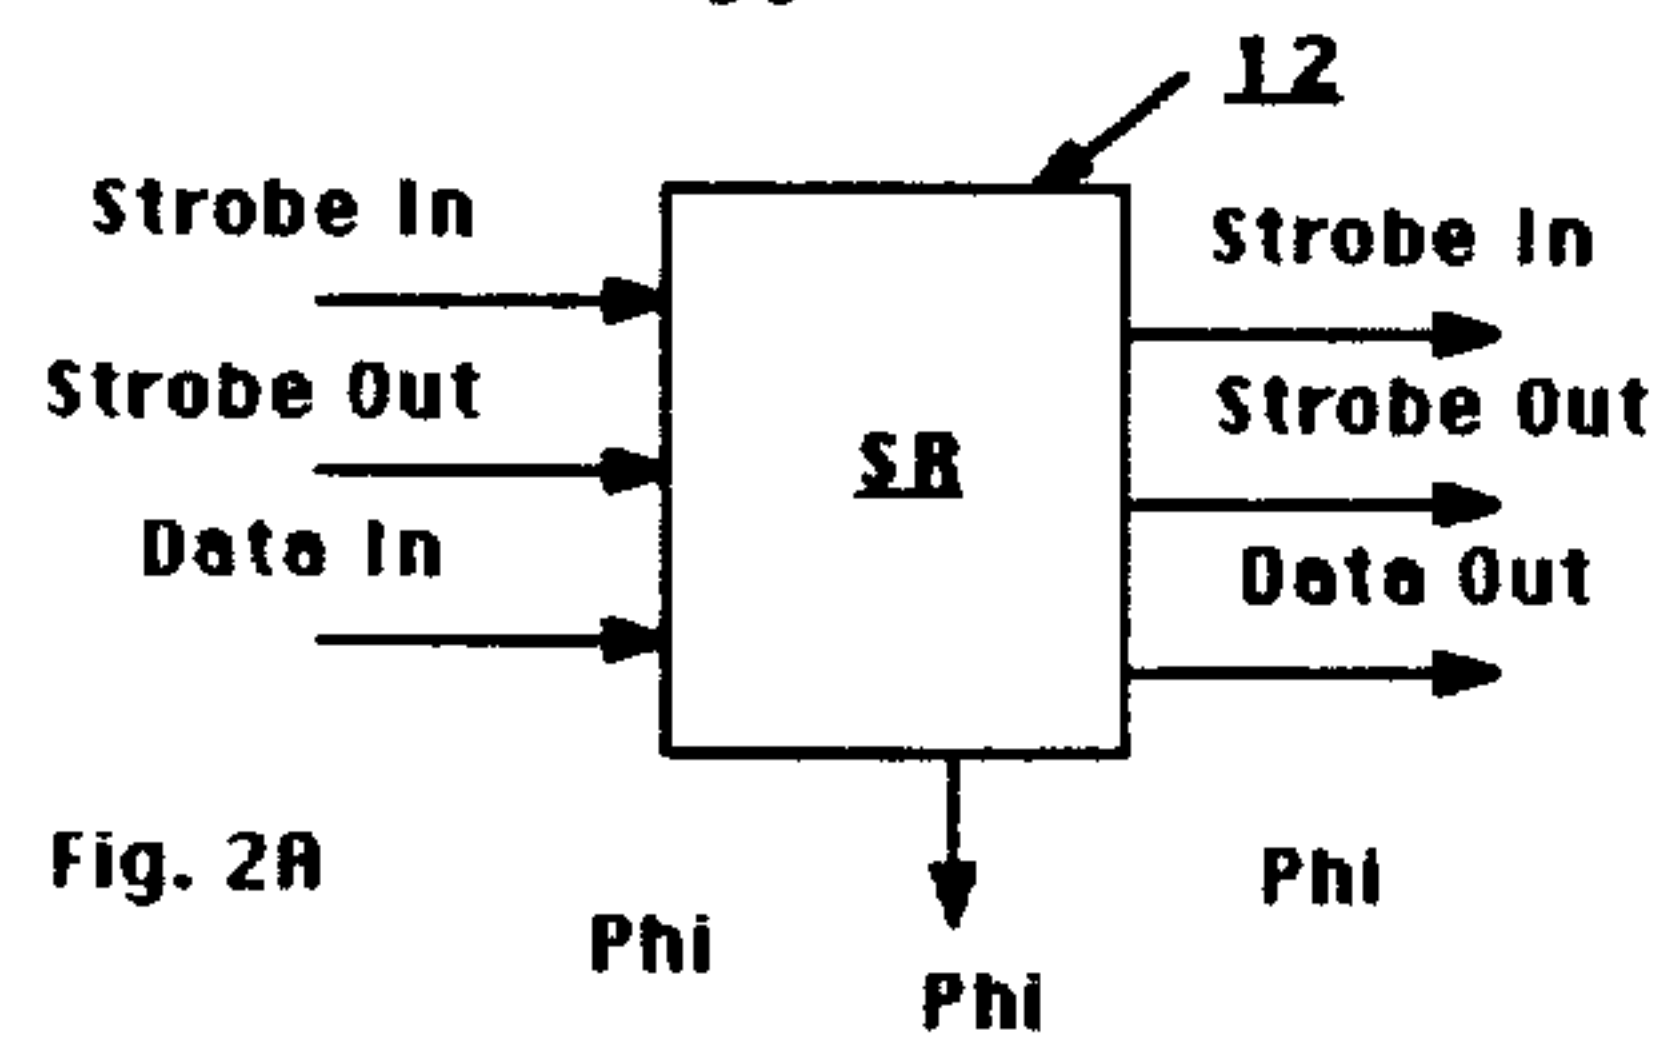 12
Strobe In
Strobe In
Strobe Out
Strobe Out
SR
Data In
Data Out
Fig. 2A
Phi
Phi
Phi